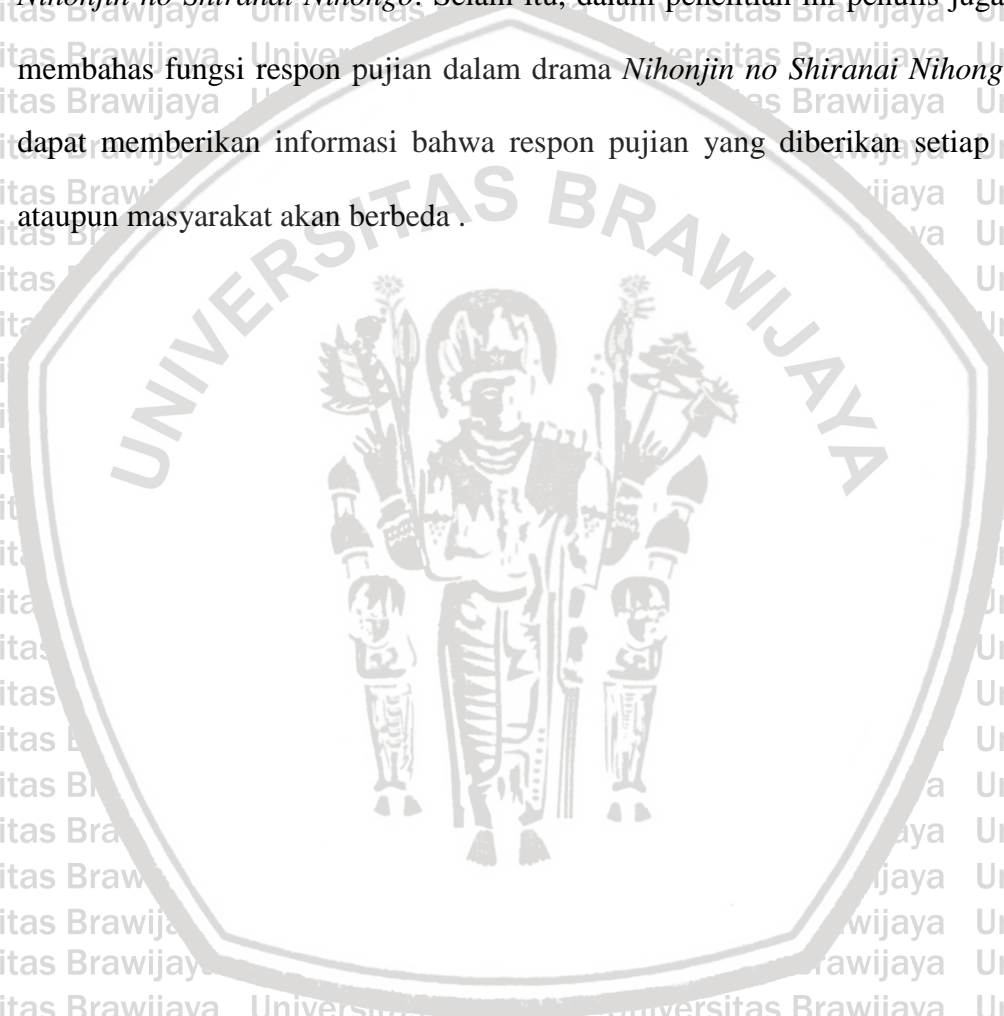 Nihonjin no Shiranai Nihongo. Selain itu, dalam penelitian ini penulis juga
membahas fungsi respon pujian dalam drama Nihonjin no Shiranai Nihong
dapat memberikan informasi bahwa respon pujian yang diberikan setiap
ataupun masyarakat akan berbeda .
UNIVERSITAS BRAWIJAYA